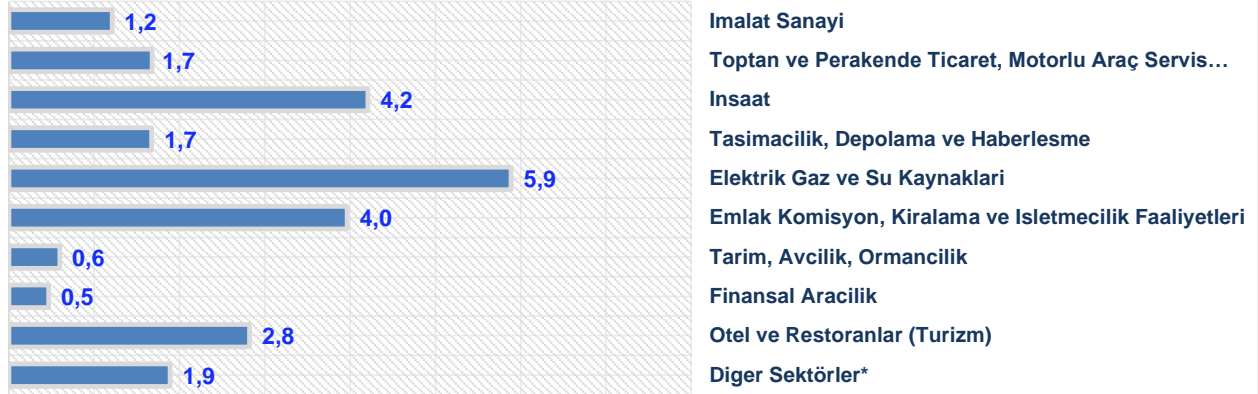 1,2 Imalat Sanayi
1,7 Toptan ve Perakende Ticaret, Motorlu Araç Servis…
4,2 Insaat
1,7 Tasimacilik, Depolama ve Haberlesme
5,9 Elektrik Gaz ve Su Kaynaklari
4,0 Emlak Komisyon, Kiralama ve Isletmecilik Faaliyetleri
0,6 Tarim, Avcilik, Ormancilik
0,5 Finansal Aracilik
2,8 Otel ve Restoranlar (Turizm)
1,9 Diger Sektörler*